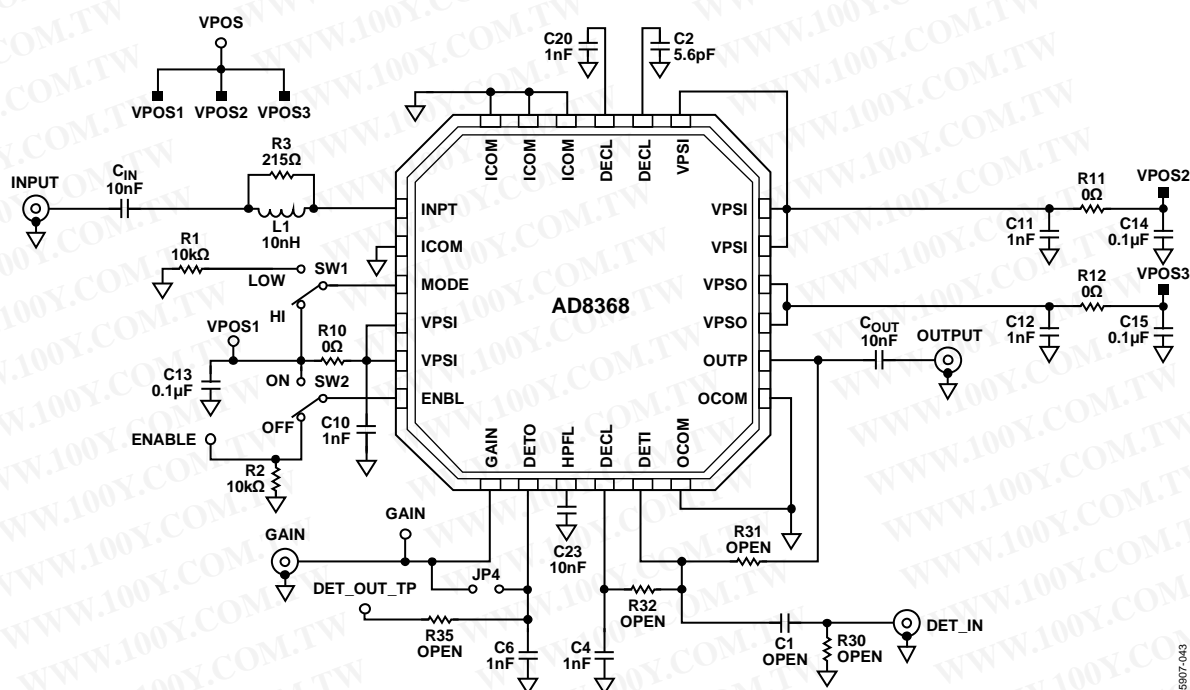 VPOS
VPOS1 VPOS2 VPOS3
C20
1nF
C2
5.6pF
ICOM
ICOM
ICOM
DECL
DECL
VPSI
INPUT
CIN
10nF
R3
215Ω
L1
10nH
INPT
ICOM
MODE
VPSI
VPSI
ENBL
AD8368
VPSI
VPSI
VPSO
VPSO
OUTP
OCOM
R11
0Ω
VPOS2
C11
1nF
C14
0.1µF
R12
0Ω
VPOS3
C12
1nF
C15
0.1µF
COUT
10nF
OUTPUT
R1
10kΩ
LOW
SW1
HI
VPOS1
R10
0Ω
C13
0.1µF
ON
SW2
OFF
C10
1nF
ENABLE
R2
10kΩ
GAIN
DETO
HPFL
DECL
DETI
OCOM
GAIN
GAIN
C23
10nF
R31
OPEN
JP4
DET_OUT_TP
R35
OPEN
R32
OPEN
C6
1nF
C4
1nF
C1
OPEN
R30
OPEN
DET_IN
5907-043
WWW.100Y.COM.TW